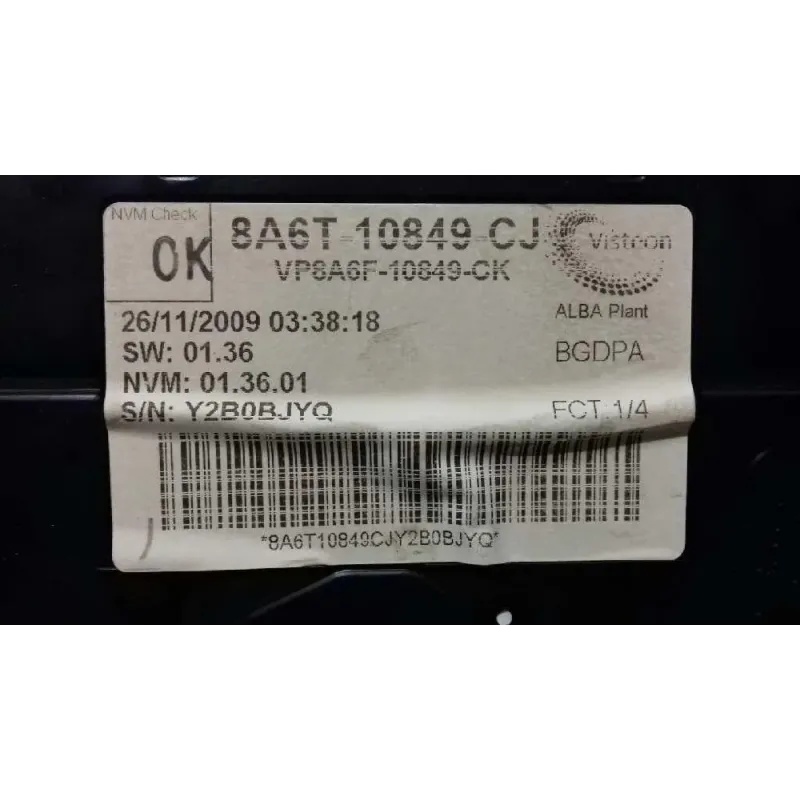 NVM Check
OK
8A6T-10849-CJ
Visteon
VP8A6F-10849-CK
26/11/2009 03:38:18
ALBA Plant
SW: 01.36
BGDPA
NVM: 01.36.01
S/N: Y2B0BJYQ
FCT:1/4
*8A6T10849CJY2B0BJYQ*